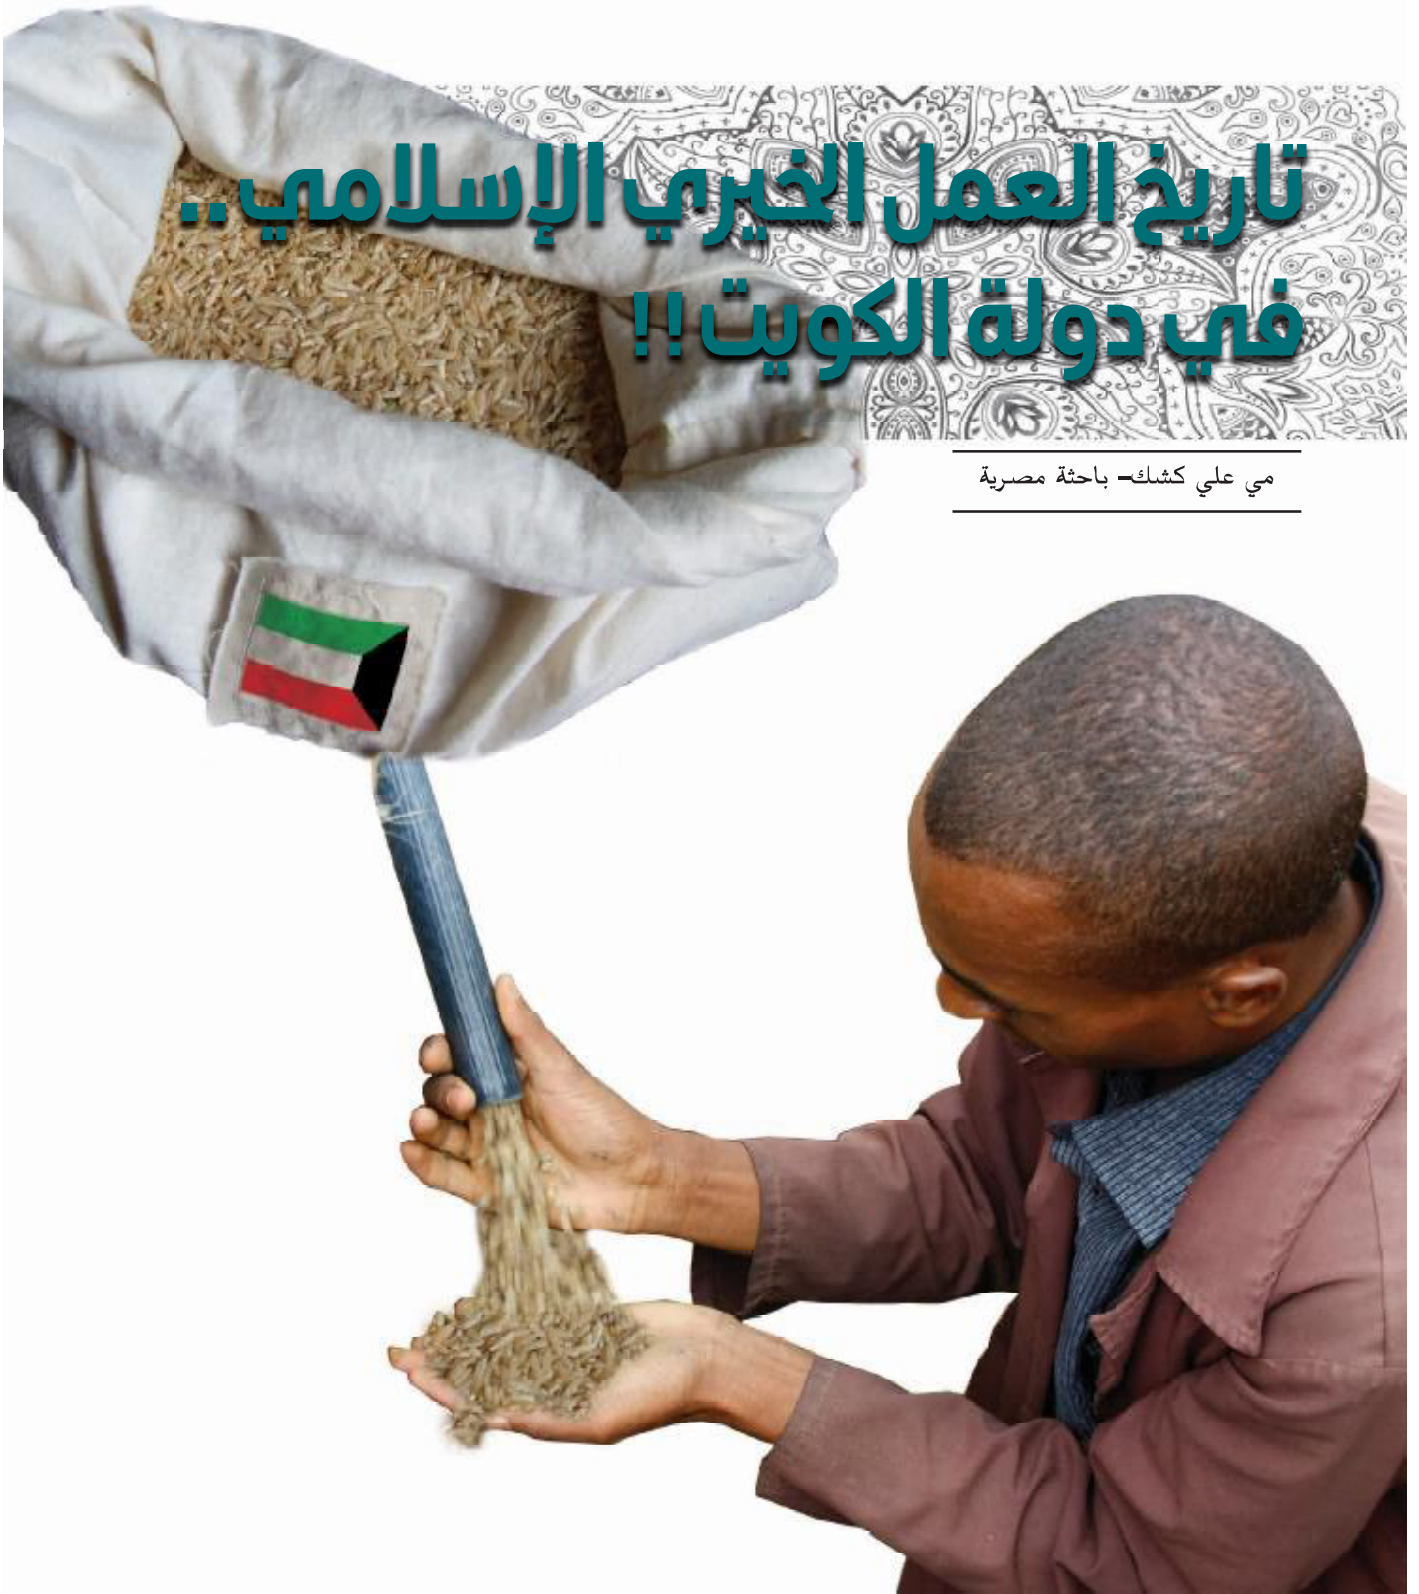 تاريخ العمل الخيري الإسلامي..
في دولة الكويت!!
مي علي كشك– باحثة مصرية